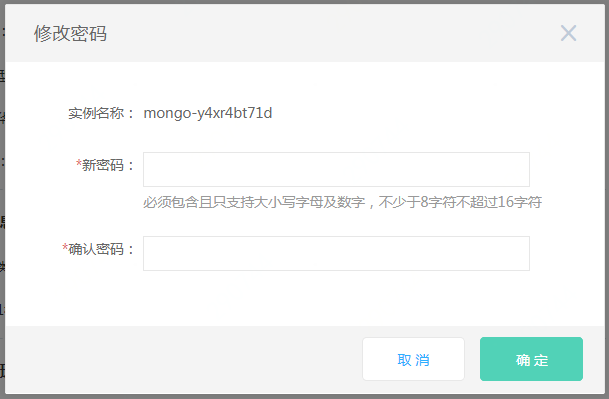 修改密码
实例名称： mongo-y4xr4bt71d
*新密码：
必须包含且只支持大小写字母及数字，不少于8字符不超过16字符
*确认密码：
取 消 确 定